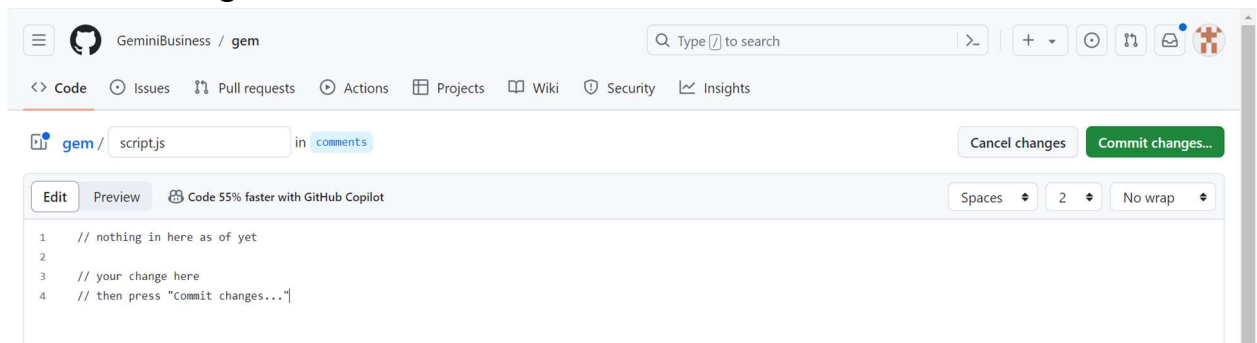 GeminiBusiness / gem
Type / to search
<> Code Issues Pull requests Actions Projects Wiki Security Insights
gem / script.js in comments
Cancel changes Commit changes...
Edit Preview Code 55% faster with GitHub Copilot
Spaces 2 No wrap
1 // nothing in here as of yet
2
3 // your change here
4 // then press "Commit changes..."